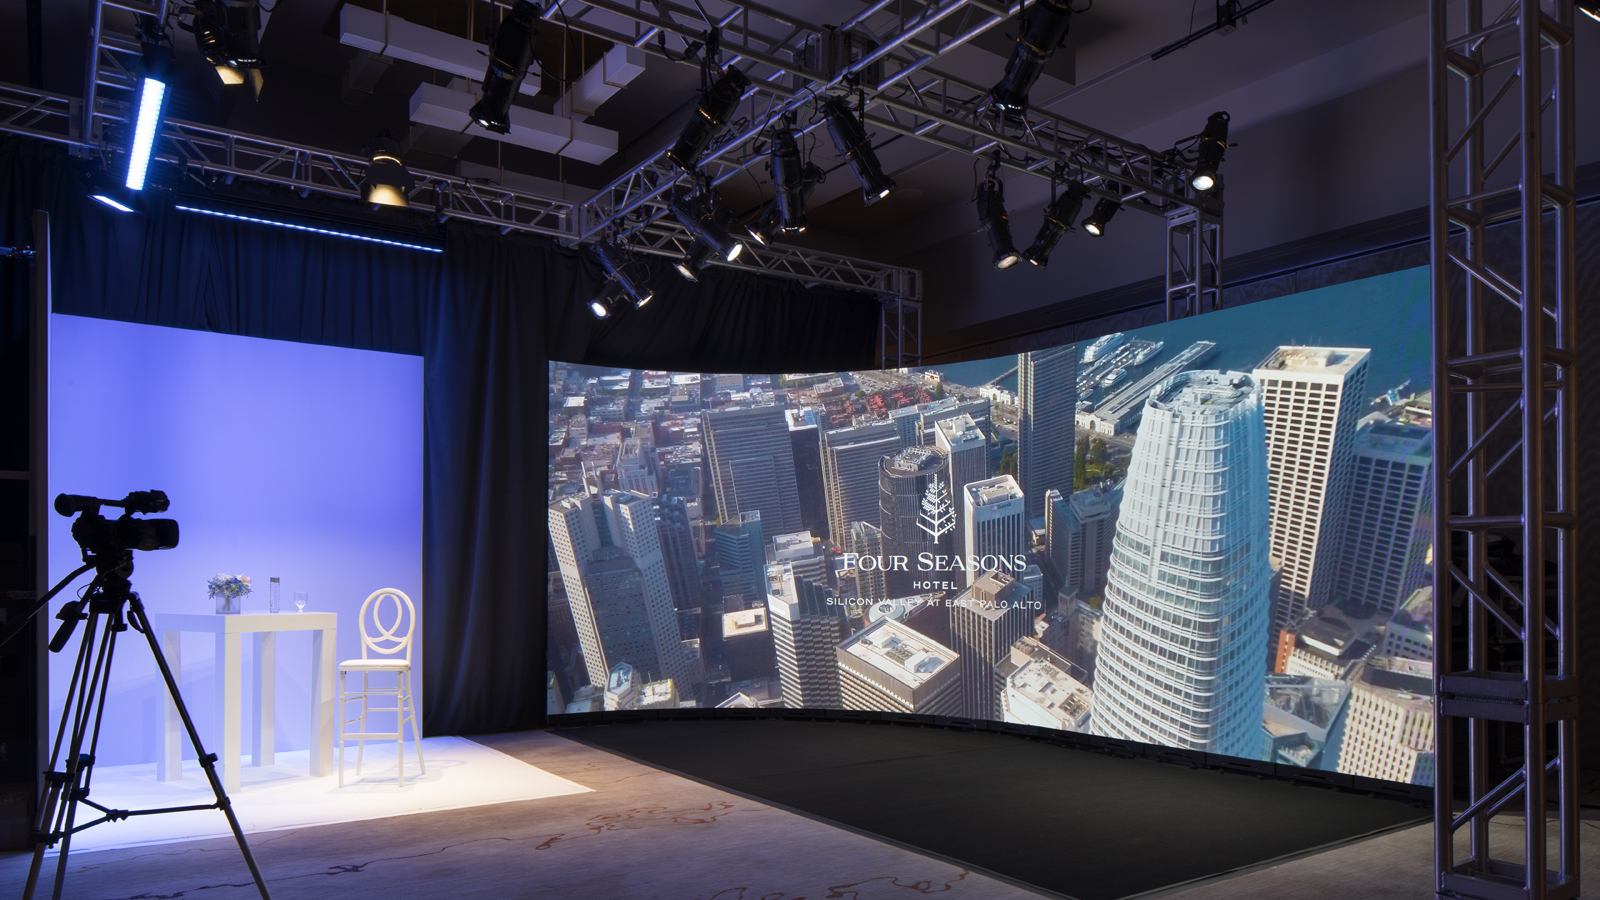 FOUR SEASONS
HOTEL
SILICON VALLEY AT EAST PALO ALTO